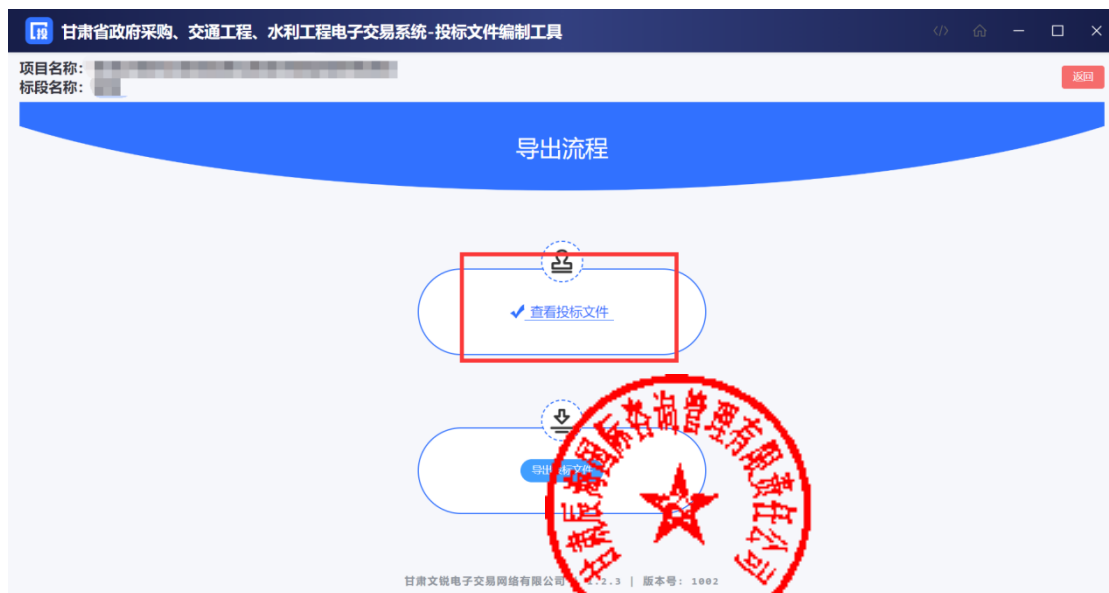 甘肃省政府采购、交通工程、水利工程电子交易系统-投标文件编制工具
项目名称：
标段名称：
返回
导出流程
查看投标文件
导出投标文件
甘肃文锐电子交易网络有限公司
.2.3 | 版本号: 1002